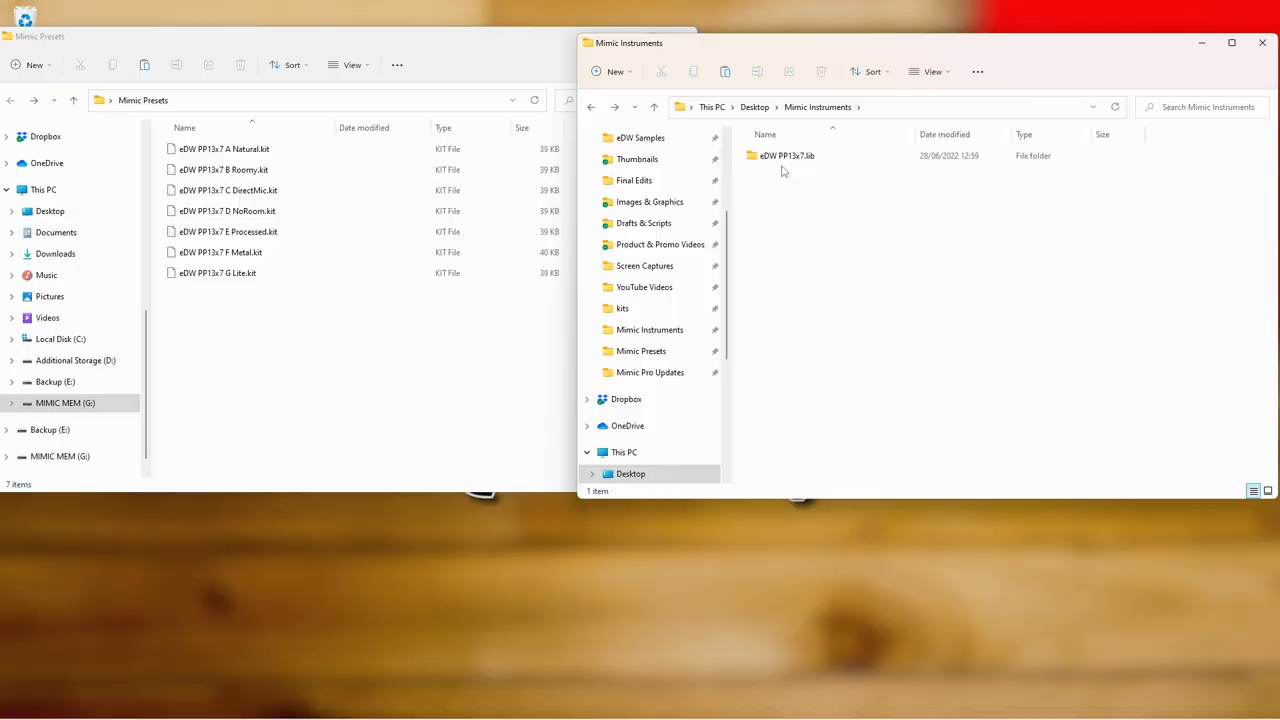 Mimic Presets
New
Sort
View
Mimic Presets
Name
Date modified
Type
Size
Dropbox
OneDrive
This PC
Desktop
Documents
Downloads
Music
Pictures
Videos
Local Disk (C:)
Additional Storage (D:)
Backup (E:)
MIMIC MEM (G:)
Backup (E:)
MIMIC MEM (G:)
eDW PP13x7 A Natural.kit KIT File 39 KB
eDW PP13x7 B Roomy.kit KIT File 39 KB
eDW PP13x7 C DirectMic.kit KIT File 39 KB
eDW PP13x7 D NoRoom.kit KIT File 39 KB
eDW PP13x7 E Processed.kit KIT File 39 KB
eDW PP13x7 F Metal.kit KIT File 40 KB
eDW PP13x7 G Lite.kit KIT File 39 KB
7 items
Mimic Instruments
New
Sort
View
This PC > Desktop > Mimic Instruments >
Search Mimic Instruments
Name
Date modified
Type
Size
eDW Samples
Thumbnails
Final Edits
Images & Graphics
Drafts & Scripts
Product & Promo Videos
Screen Captures
YouTube Videos
kits
Mimic Instruments
Mimic Presets
Mimic Pro Updates
Dropbox
OneDrive
This PC
Desktop
eDW PP13x7.lib 28/06/2022 12:59 File folder
1 item